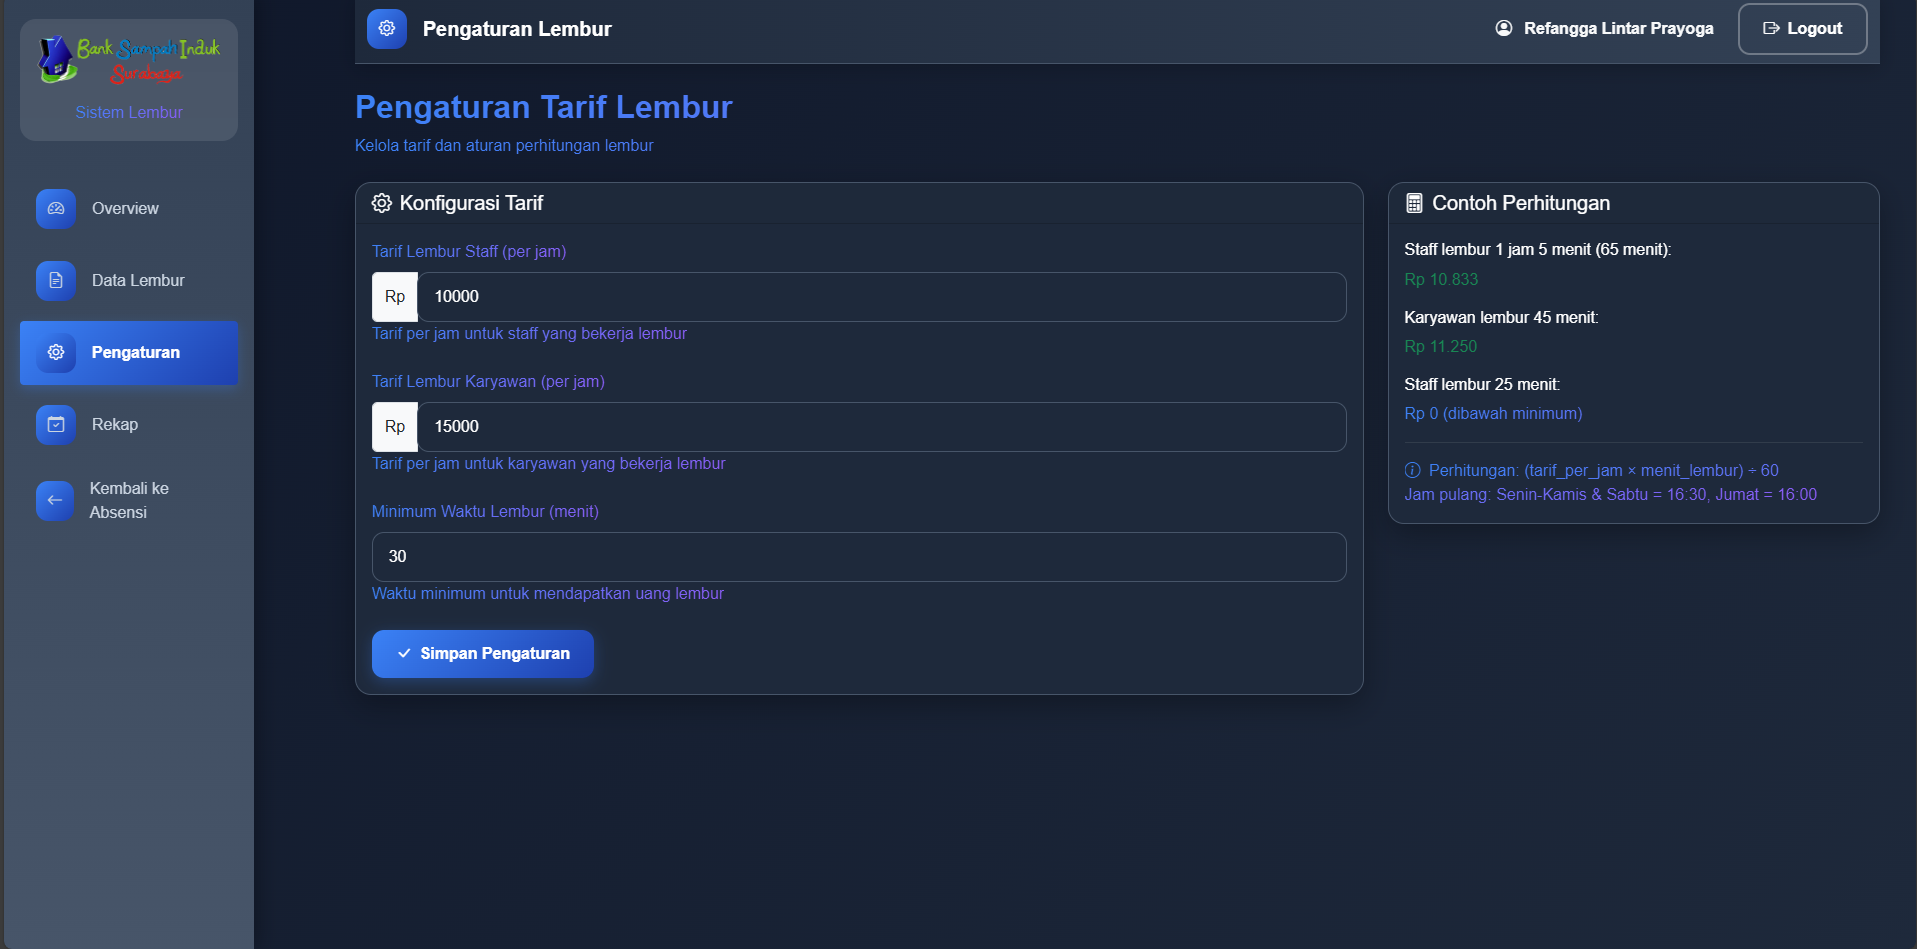 Bank Sampah Induk
Surabaya
Sistem Lembur
Overview
Data Lembur
Pengaturan
Rekap
Kembali ke
Absensi
Pengaturan Lembur
Refangga Lintar Prayoga
Logout
Pengaturan Tarif Lembur
Kelola tarif dan aturan perhitungan lembur
Konfigurasi Tarif
Tarif Lembur Staff (per jam)
Rp 10000
Tarif per jam untuk staff yang bekerja lembur
Tarif Lembur Karyawan (per jam)
Rp 15000
Tarif per jam untuk karyawan yang bekerja lembur
Minimum Waktu Lembur (menit)
30
Waktu minimum untuk mendapatkan uang lembur
Simpan Pengaturan
Contoh Perhitungan
Staff lembur 1 jam 5 menit (65 menit):
Rp 10.833
Karyawan lembur 45 menit:
Rp 11.250
Staff lembur 25 menit:
Rp 0 (dibawah minimum)
Perhitungan: (tarif_per_jam × menit_lembur) ÷ 60
Jam pulang: Senin-Kamis & Sabtu = 16:30, Jumat = 16:00